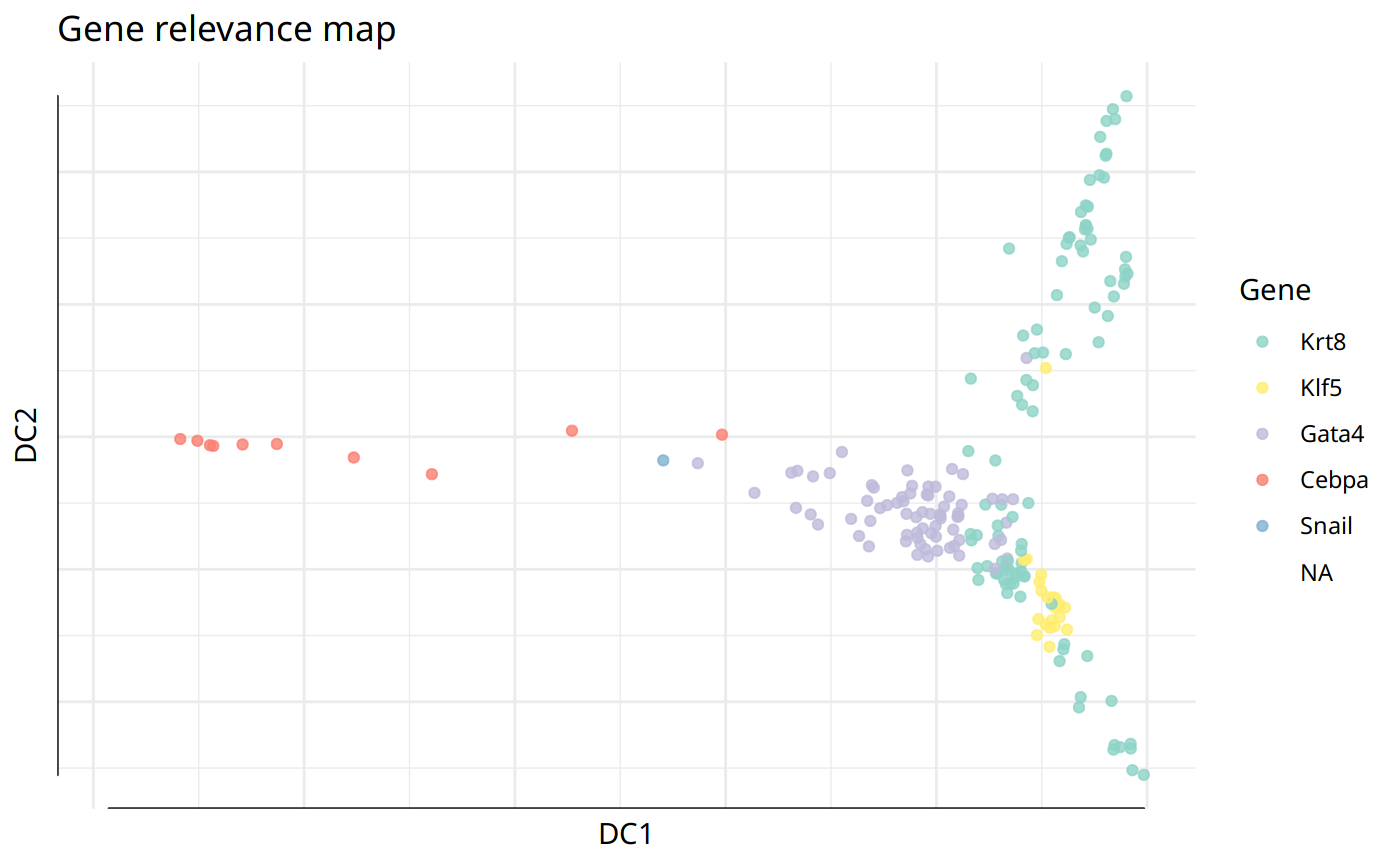 Gene relevance map
DC2
DC1
Gene
Krt8
Klf5
Gata4
Cebpa
Snail
NA